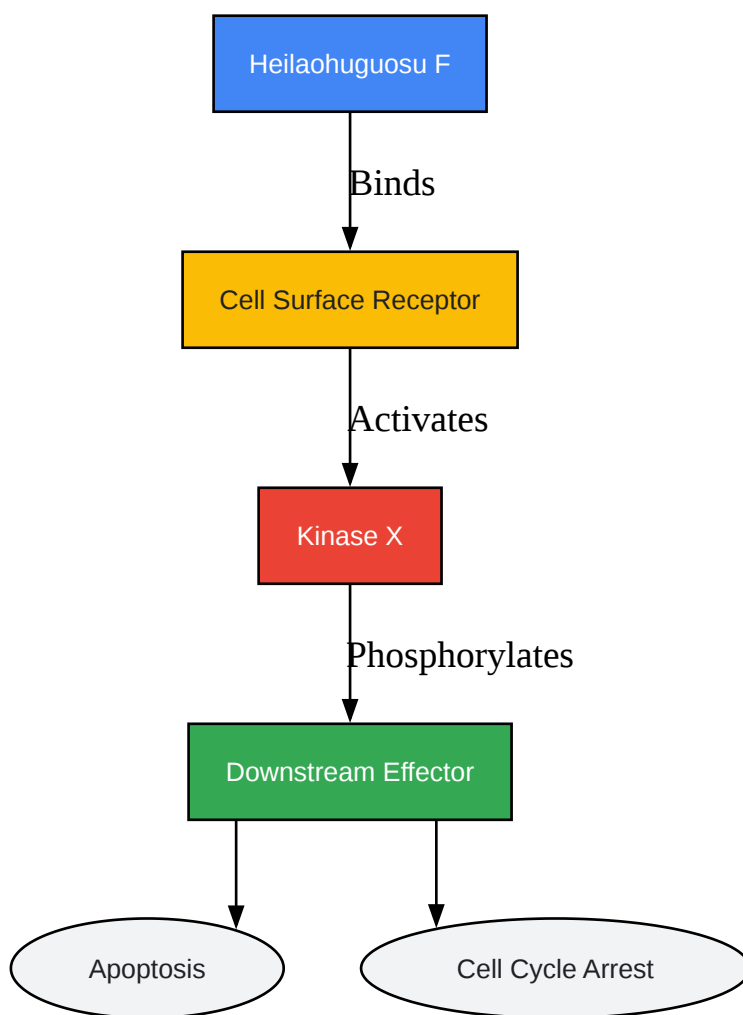 Heilaohuguosu F
Binds
Cell Surface Receptor
Activates
Kinase X
Phosphorylates
Downstream Effector
Apoptosis
Cell Cycle Arrest